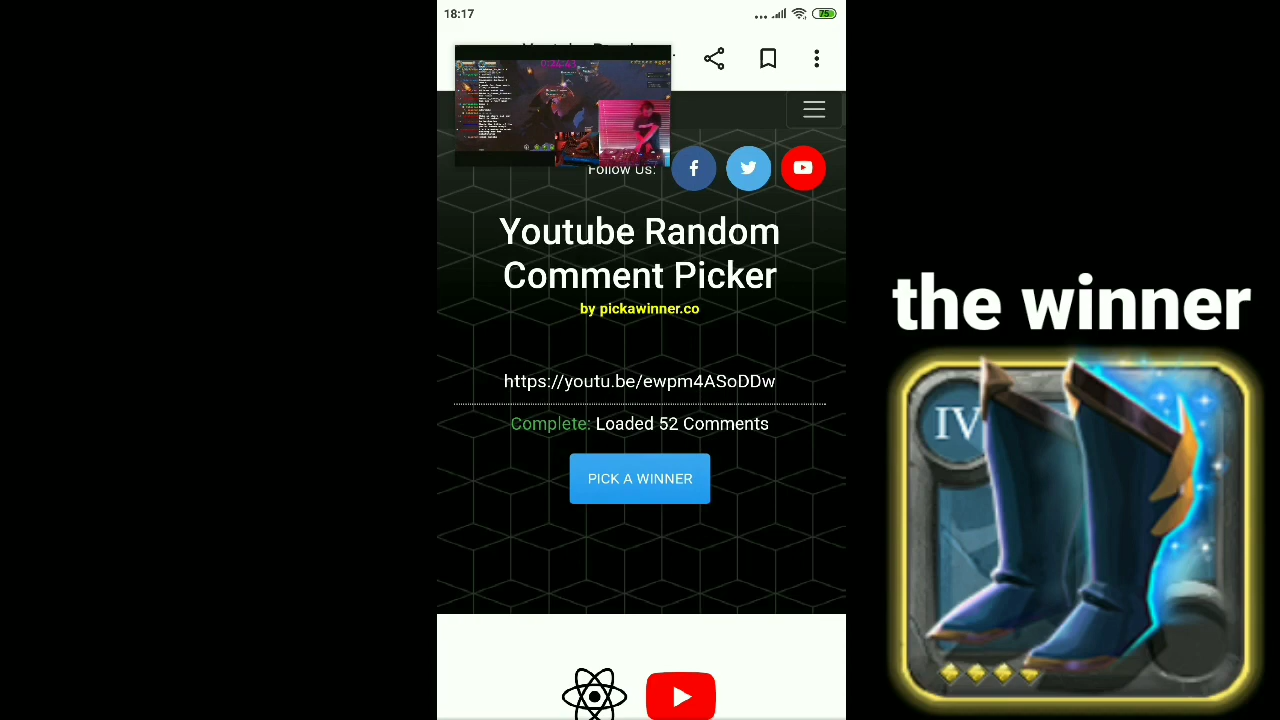 18:17
75
Follow Us:
Youtube Random
Comment Picker
by pickawinner.co
https://youtu.be/ewpm4ASoDDw
Complete: Loaded 52 Comments
PICK A WINNER
the winner
IV